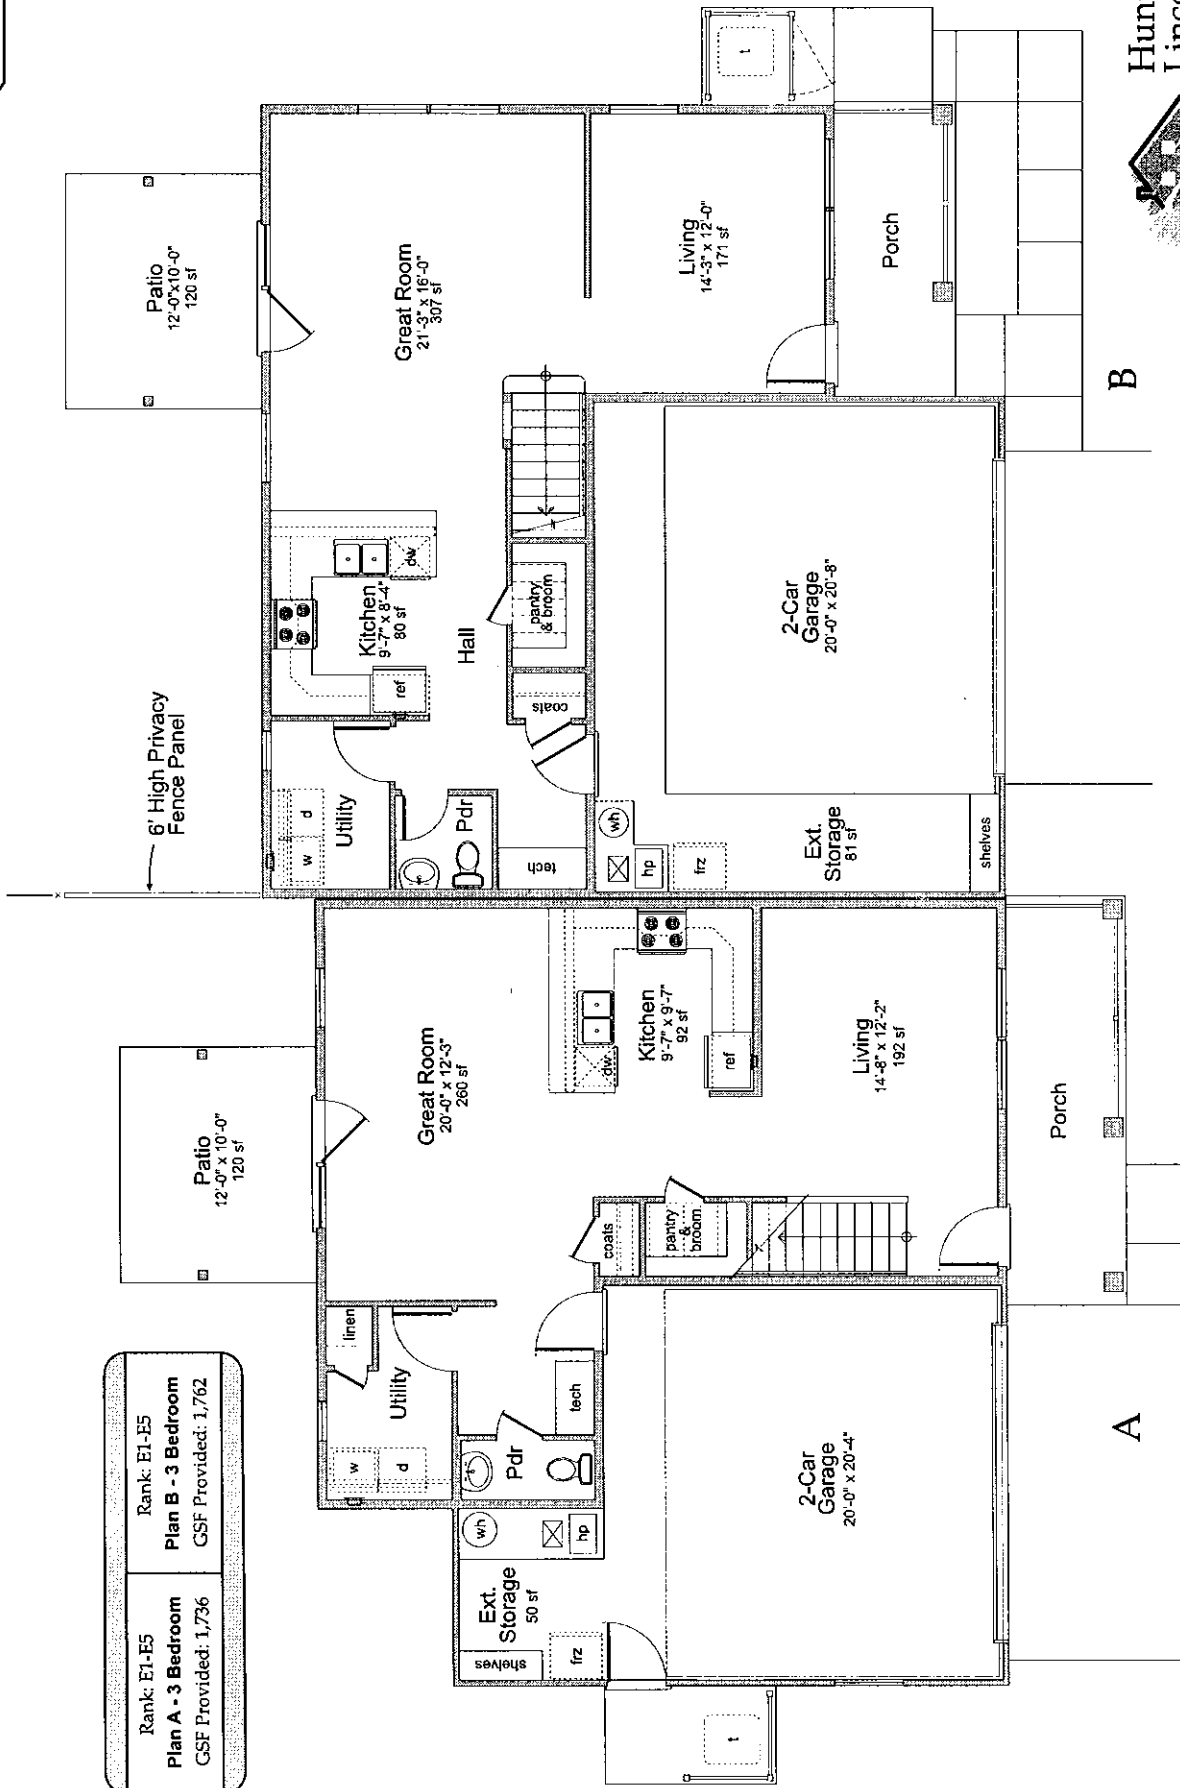 Rank: E1-E5
Plan A - 3 Bedroom
GSF Provided: 1,736
Rank: E1-E5
Plan B - 3 Bedroom
GSF Provided: 1,762
6' High Privacy
Fence Panel
Patio
12'-0" x 10'-0"
120 sf
Great Room
20'-0" x 12'-3"
260 sf
Kitchen
9'-7" x 9'-7"
92 sf
dw
ref
Living
14'-8" x 12'-2"
192 sf
Porch
linen
Utility
w
d
Pdr
tech
coats
pantry
&
broom
wh
hp
Ext.
Storage
50 sf
shelves
frz
2-Car
Garage
20'-0" x 20'-4"
t
A
Patio
12'-0"x10'-0"
120 sf
Great Room
21'-3" x 16'-0"
307 sf
Kitchen
9'-7" x 8'-4"
80 sf
dw
ref
Hall
Living
14'-3" x 12'-0"
171 sf
Porch
Utility
w
d
Pdr
tech
coats
pantry
& broom
wh
hp
frz
Ext.
Storage
81 sf
shelves
2-Car
Garage
20'-0" x 20'-8"
t
B